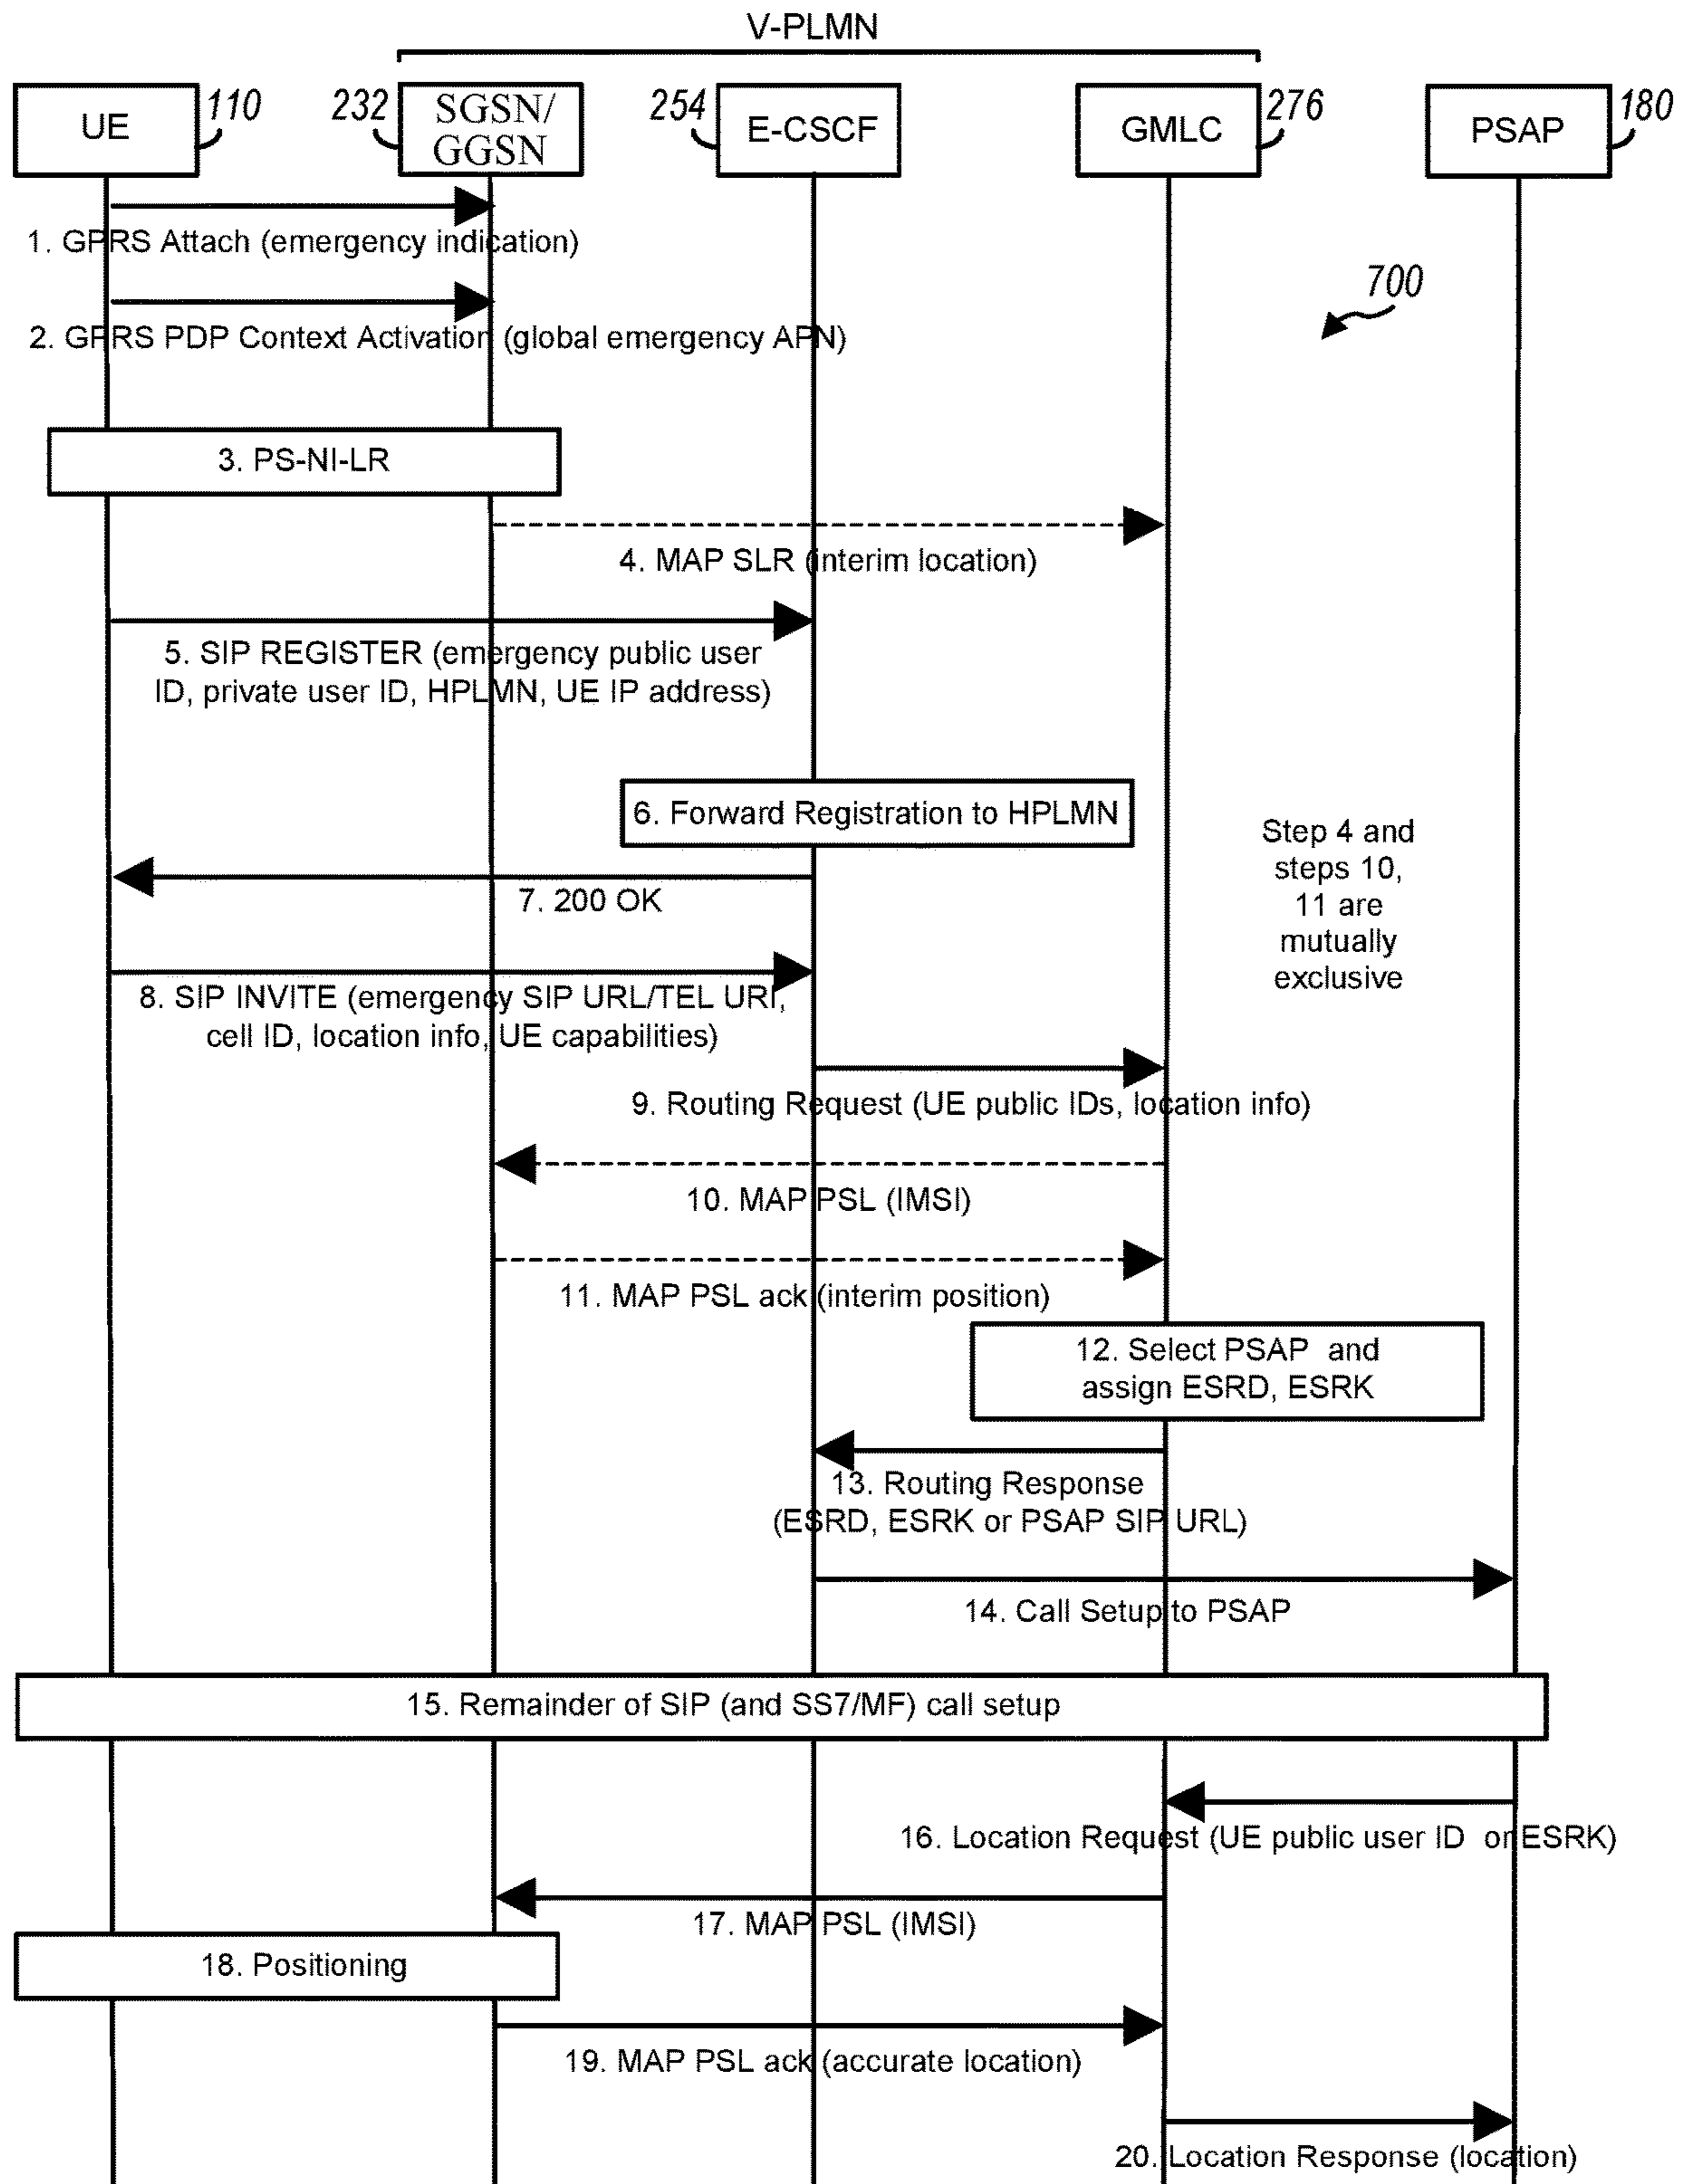 V-PLMN
UE
110
232
SGSN/
GGSN
254
E-CSCF
GMLC
276
PSAP
180
1. GPRS Attach (emergency indication)
700
2. GPRS PDP Context Activation (global emergency APN)
3. PS-NI-LR
4. MAP SLR (interim location)
5. SIP REGISTER (emergency public user
ID, private user ID, HPLMN, UE IP address)
6. Forward Registration to HPLMN
Step 4 and
steps 10,
11 are
mutually
exclusive
7. 200 OK
8. SIP INVITE (emergency SIP URL/TEL URI,
cell ID, location info, UE capabilities)
9. Routing Request (UE public IDs, location info)
10. MAP PSL (IMSI)
11. MAP PSL ack (interim position)
12. Select PSAP and
assign ESRD, ESRK
13. Routing Response
(ESRD, ESRK or PSAP SIP URL)
14. Call Setup to PSAP
15. Remainder of SIP (and SS7/MF) call setup
16. Location Request (UE public user ID or ESRK)
17. MAP PSL (IMSI)
18. Positioning
19. MAP PSL ack (accurate location)
20. Location Response (location)